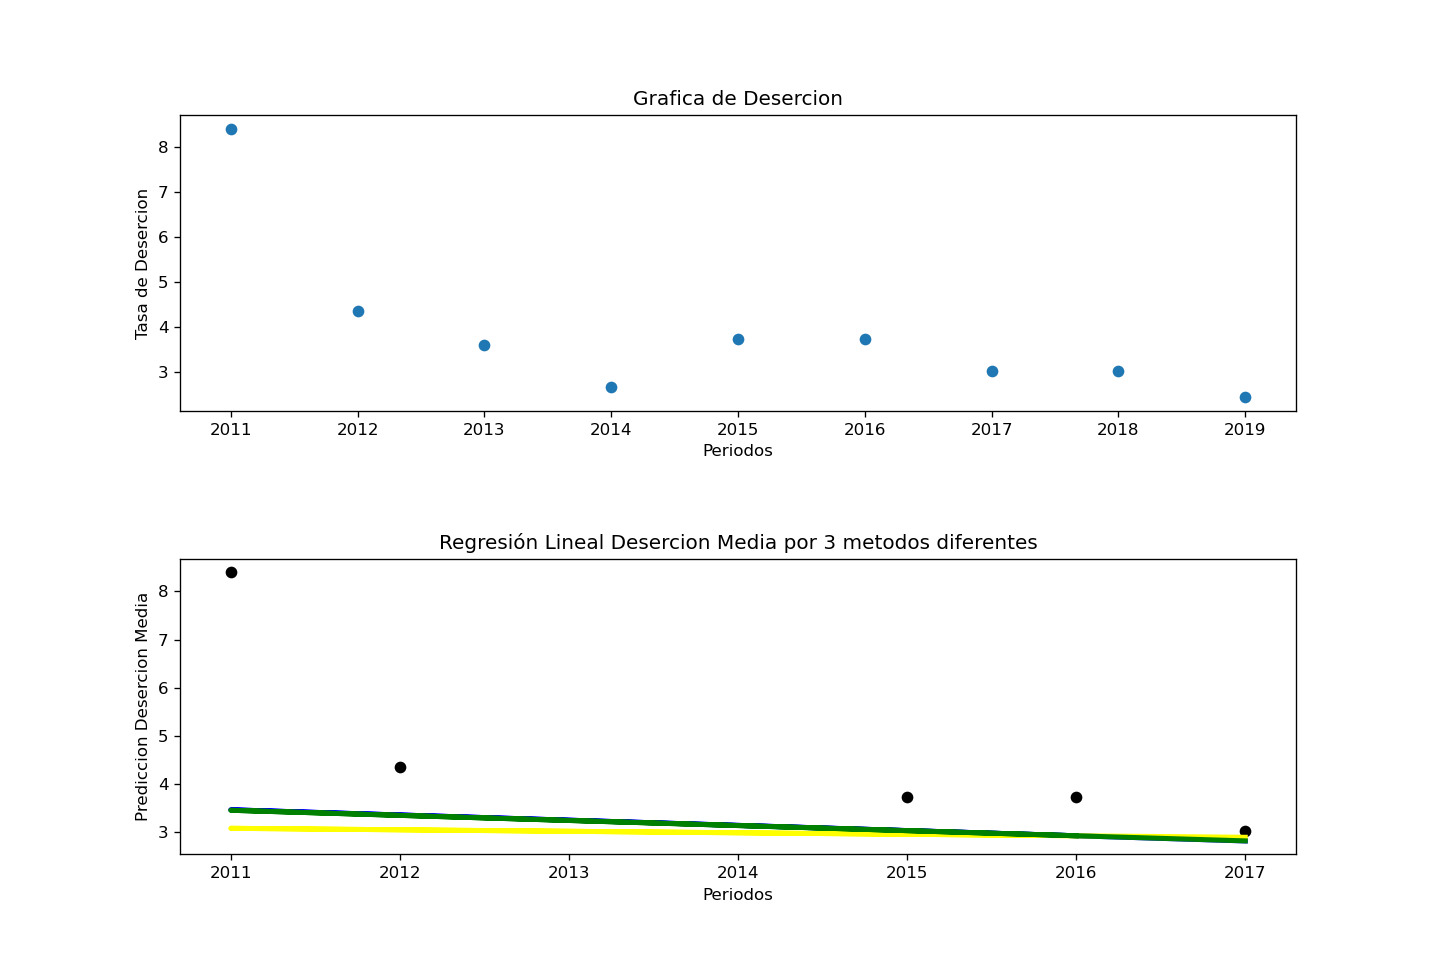 Grafica de Desercion
Tasa de Desercion
8
7
6
5
4
3
2011 2012 2013 2014 2015 2016 2017 2018 2019
Periodos
Regresión Lineal Desercion Media por 3 metodos diferentes
Prediccion Desercion Media
8
7
6
5
4
3
2011 2012 2013 2014 2015 2016 2017
Periodos